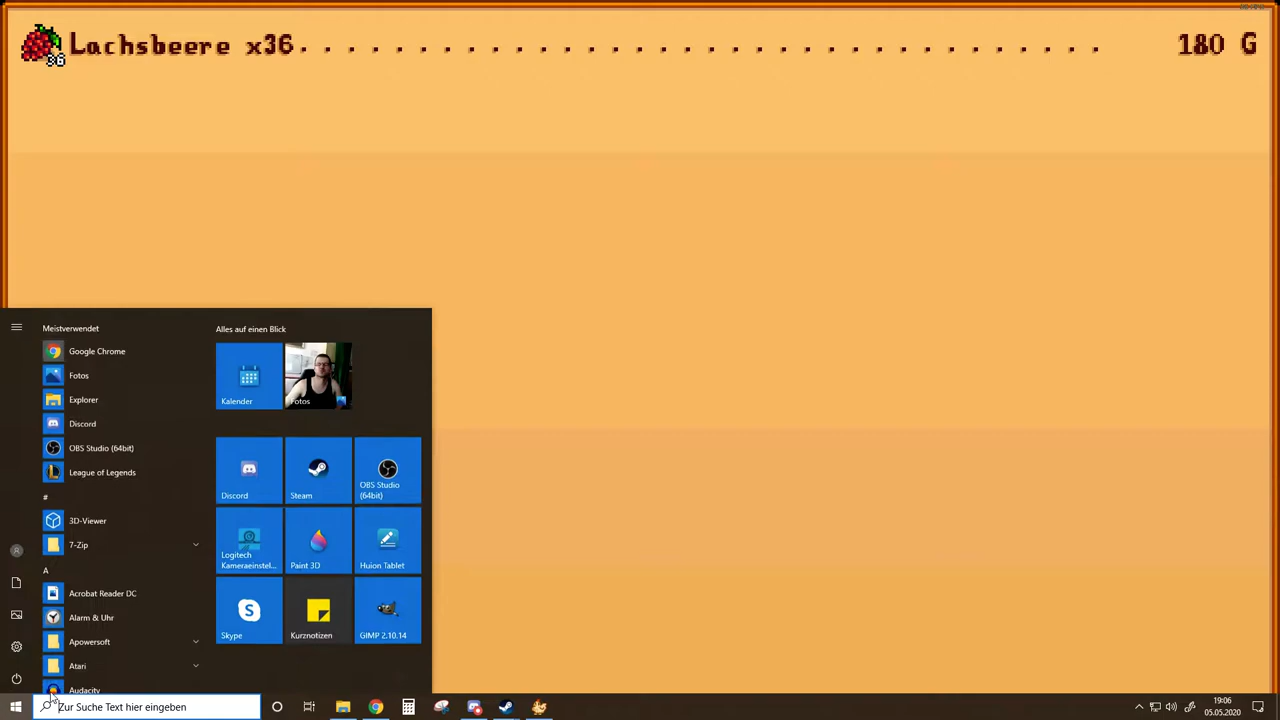 Lachsbeere x36. . . . . . . . . . . . . . . . . . . . . . . . . . . . . . . . . . 180 G
36
Meistverwendet
Google Chrome
Fotos
Explorer
Discord
OBS Studio (64bit)
League of Legends
#
3D-Viewer
7-Zip
A
Acrobat Reader DC
Alarm & Uhr
Apowersoft
Atari
Audacity
Alles auf einen Blick
Kalender
Fotos
Discord
Steam
OBS Studio
(64bit)
Logitech
Kameraeinstel...
Paint 3D
Huion Tablet
Skype
Kurznotizen
GIMP 2.10.14
Zur Suche Text hier eingeben
19:06
05.05.2020